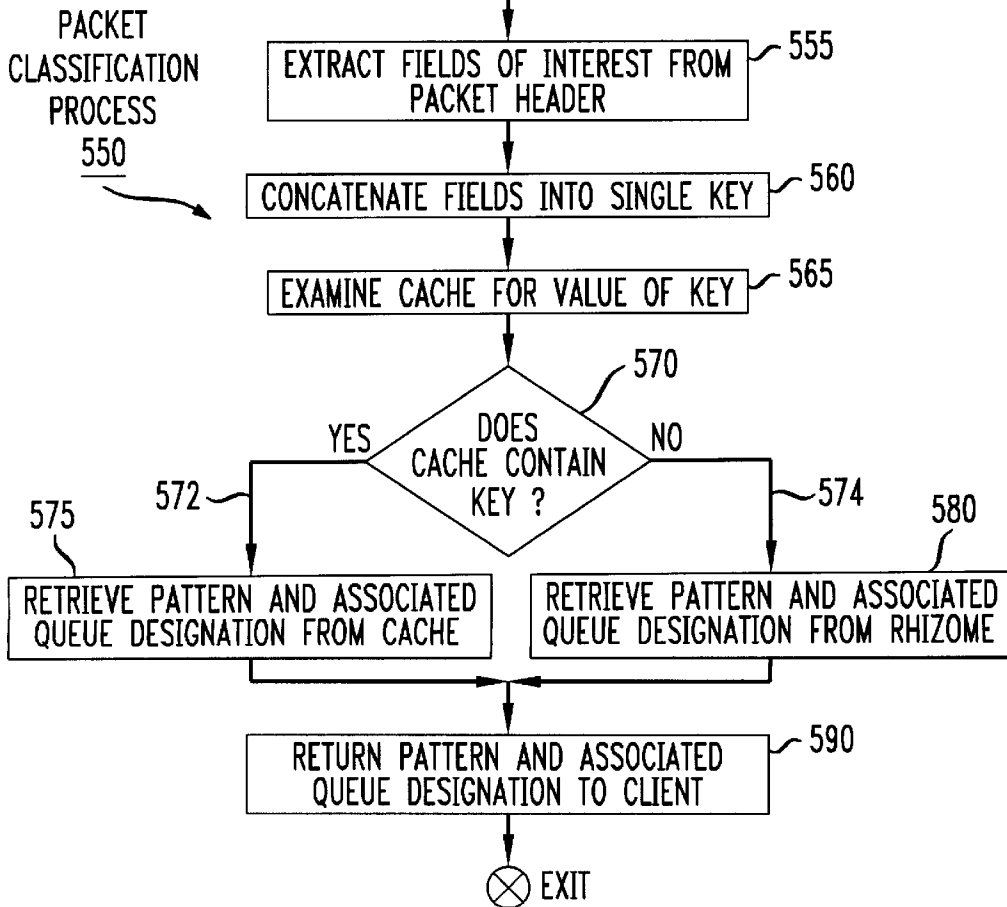 PACKET
CLASSIFICATION
PROCESS
550
EXTRACT FIELDS OF INTEREST FROM
PACKET HEADER
555
CONCATENATE FIELDS INTO SINGLE KEY
560
EXAMINE CACHE FOR VALUE OF KEY
565
570
DOES
CACHE CONTAIN
KEY ?
YES
NO
572
574
575
580
RETRIEVE PATTERN AND ASSOCIATED
QUEUE DESIGNATION FROM CACHE
RETRIEVE PATTERN AND ASSOCIATED
QUEUE DESIGNATION FROM RHIZOME
RETURN PATTERN AND ASSOCIATED
QUEUE DESIGNATION TO CLIENT
590
EXIT